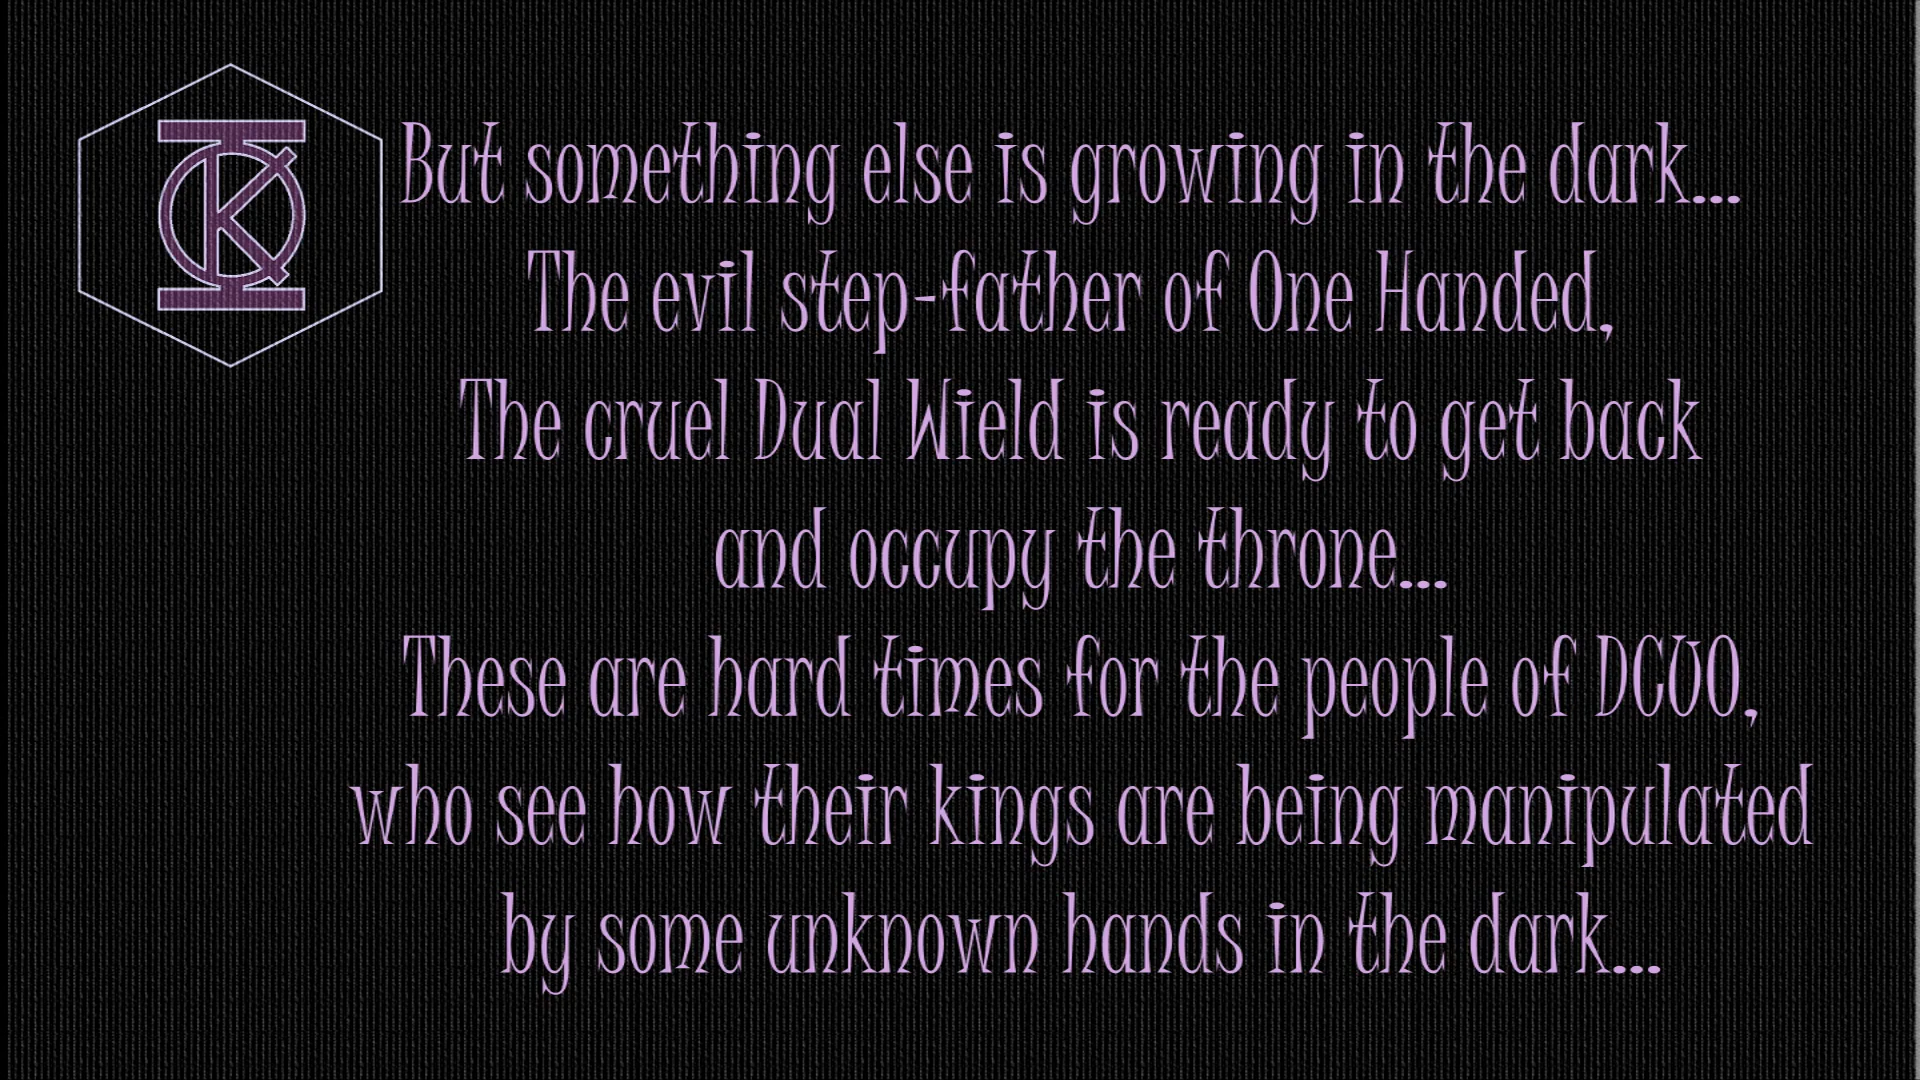 But something else is growing in the dark...
The evil step-father of One Handed,
The cruel Dual Wield is ready to get back
and occupy the throne...
These are hard times for the people of DCUO,
who see how their kings are being manipulated
by some unknown hands in the dark...